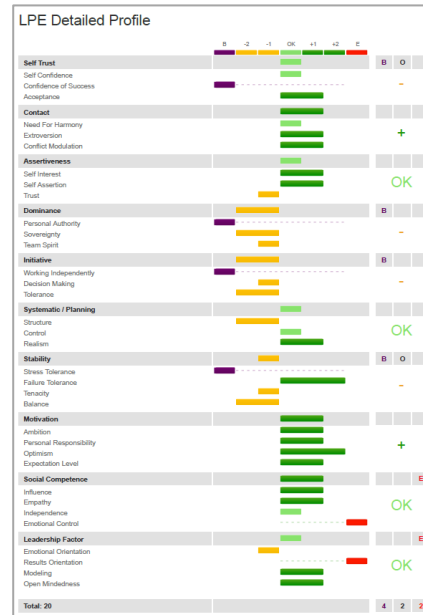 LPE Detailed Profile
B -2 -1 OK +1 +2 E
Self Trust B O
Self Confidence
Confidence of Success -
Acceptance
Contact
Need For Harmony
Extroversion +
Conflict Modulation
Assertiveness
Self Interest
Self Assertion OK
Trust
Dominance B
Personal Authority
Sovereignty -
Team Spirit
Initiative B
Working Independently
Decision Making -
Tolerance
Systematic / Planning
Structure
Control OK
Realism
Stability B O
Stress Tolerance
Failure Tolerance
Tenacity -
Balance
Motivation
Ambition
Personal Responsibility
Optimism +
Expectation Level
Social Competence E
Influence
Empathy OK
Independence
Emotional Control
Leadership Factor E
Emotional Orientation
Results Orientation OK
Modeling
Open Mindedness
Total: 20 4 2 2